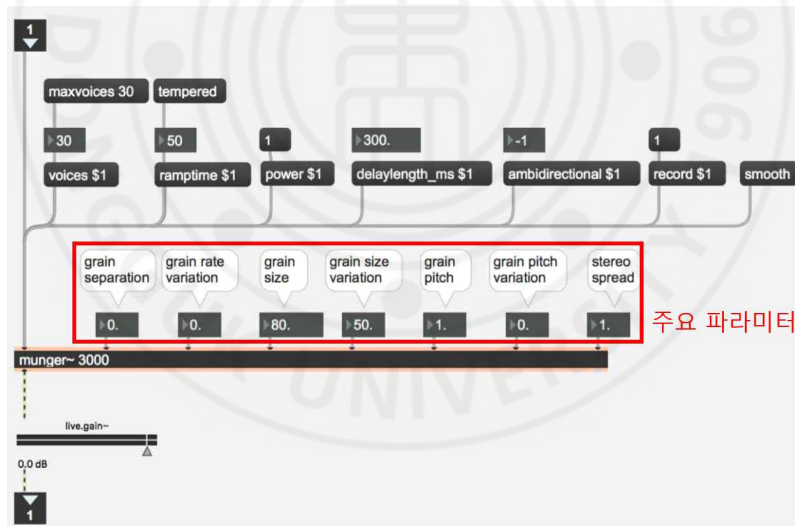 1
maxvoices 30
tempered
30
50
1
300.
-1
1
voices $1
ramptime $1
power $1
delaylength_ms $1
ambidirectional $1
record $1
smooth
grain
separation
grain rate
variation
grain
size
grain size
variation
grain
pitch
grain pitch
variation
stereo
spread
0.
0.
80.
50.
1.
0.
1.
주요 파라미터
munger~ 3000
live.gain~
0.0 dB
1
DONGGUK UNIVERSITY
1906